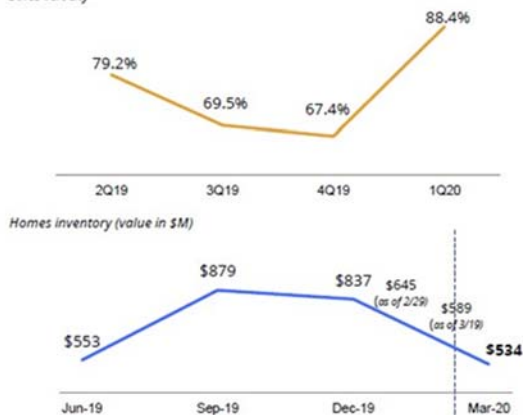 79.2%
69.5%
67.4%
88.4%
2Q19 3Q19 4Q19 1Q20
Homes inventory (value in $M)
$553
$879
$837
$645
(as of 2/29)
$589
(as of 3/19)
$534
Jun-19 Sep-19 Dec-19 Mar-20